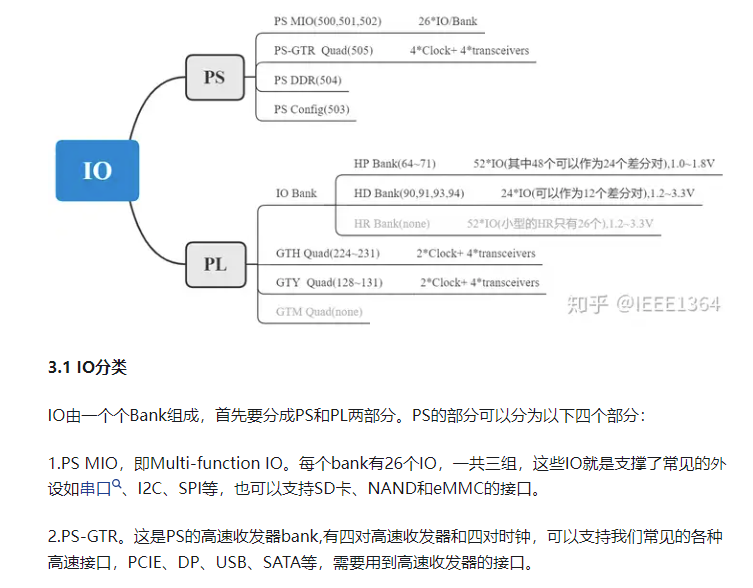 PS MIO(500,501,502) 26*IO/Bank
PS-GTR Quad(505) 4*Clock+ 4*transceivers
PS
PS DDR(504)
PS Config(503)
IO
HP Bank(64~71) 52*IO(其中48个可以作为24个差分对),1.0~1.8V
IO Bank HD Bank(90,91,93,94) 24*IO(可以作为12个差分对),1.2~3.3V
HR Bank(none) 52*IO(小型的HR只有26个),1.2~3.3V
PL
GTH Quad(224~231) 2*Clock+ 4*transceivers
GTY Quad(128~131) 2*Clock+ 4*transceivers
GTM Quad(none)
知乎 @IEEE1364
3.1 IO分类
IO由一个个Bank组成，首先要分成PS和PL两部分。PS的部分可以分为以下四个部分：
1.PS MIO，即Multi-function IO。每个bank有26个IO，一共三组，这些IO就是支撑了常见的外
设如串口、I2C、SPI等，也可以支持SD卡、NAND和eMMC的接口。
2.PS-GTR。这是PS的高速收发器bank,有四对高速收发器和四对时钟，可以支持我们常见的各种
高速接口，PCIE、DP、USB、SATA等，需要用到高速收发器的接口。